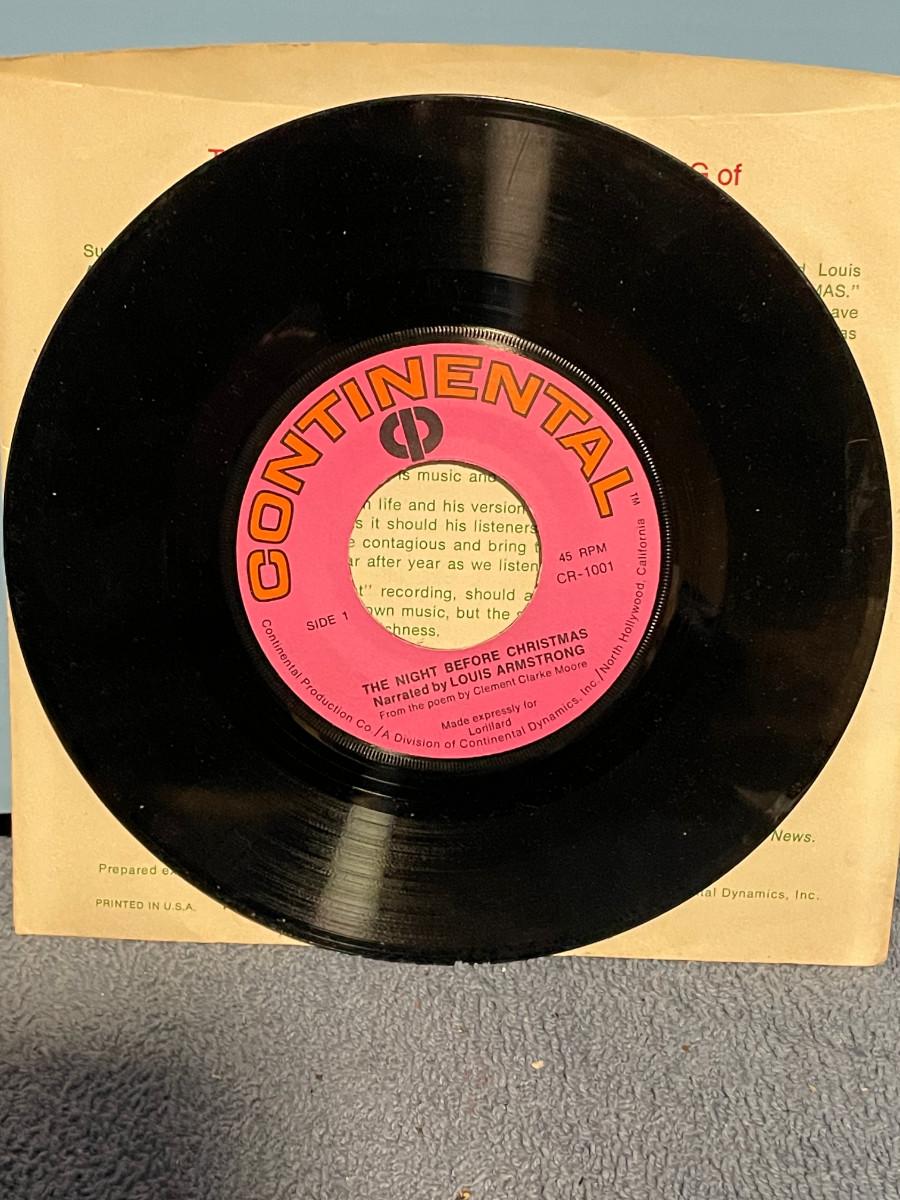 G of
Louis
MAS."
ave
as
CONTINENTAL
TM
is music and
life and his version
s it should his listeners
contagious and bring
ar after year as we listen
t" recording, should a
own music, but the
chness.
45 RPM
CR-1001
SIDE 1
THE NIGHT BEFORE CHRISTMAS
Narrated by LOUIS ARMSTRONG
From the poem by Clement Clarke Moore
Made expressly for
Lorillard
Continental Production Co./A Division of Continental Dynamics, Inc./North Hollywood, California
News.
Prepared
tal Dynamics, Inc.
PRINTED IN U.S.A.